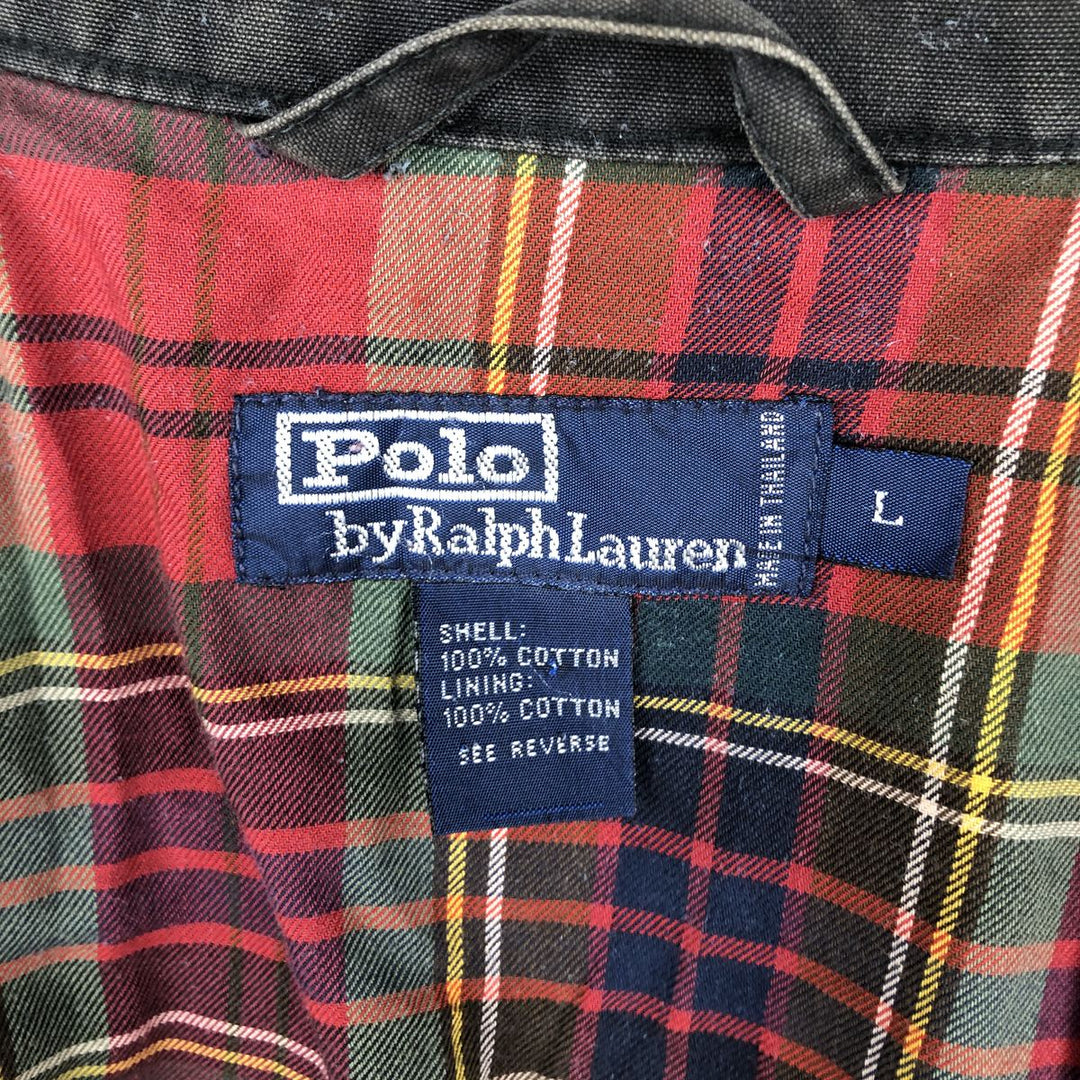 Polo
by Ralph Lauren
MADE IN THAILAND
L
SHELL:
100% COTTON
LINING:
100% COTTON
SEE REVERSE